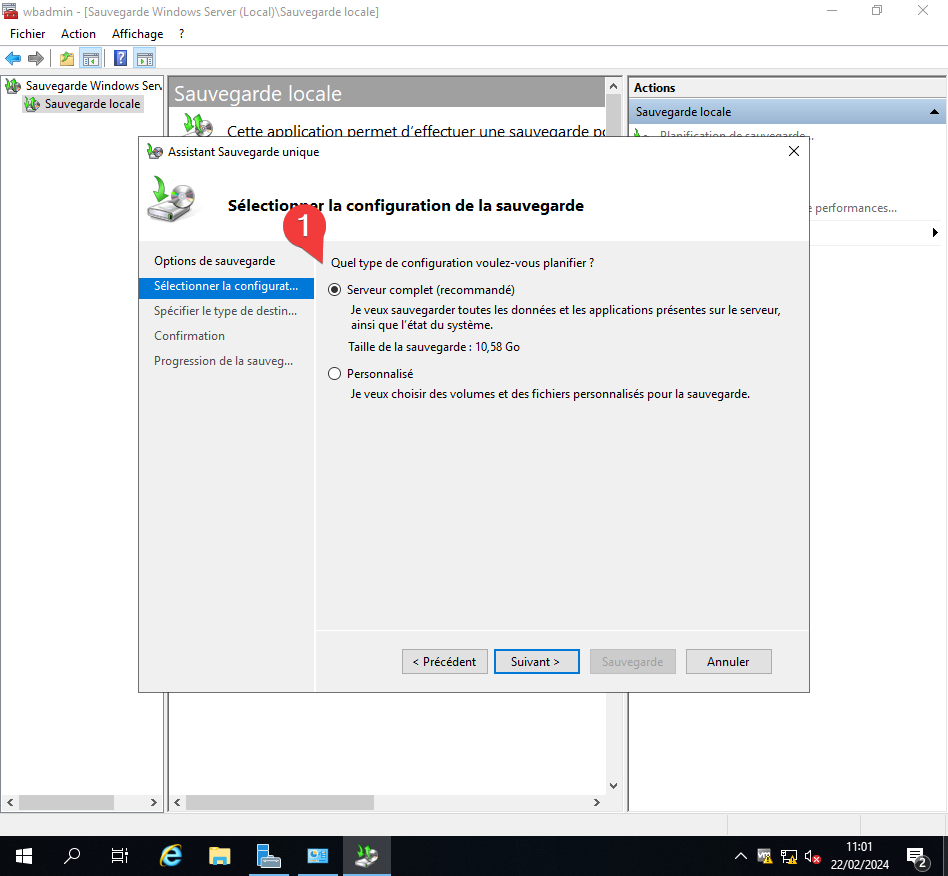 wbadmin - [Sauvegarde Windows Server (Local)\Sauvegarde locale]
Fichier Action Affichage ?
Sauvegarde Windows Serv
Sauvegarde locale
Sauvegarde locale
Cette application permet d'effectuer une sauvegarde po
Actions
Sauvegarde locale
Planification de sauvegarde...
performances...
Assistant Sauvegarde unique
Sélectionner la configuration de la sauvegarde
1
Options de sauvegarde
Sélectionner la configurat...
Spécifier le type de destin...
Confirmation
Progression de la sauveg...
Quel type de configuration voulez-vous planifier ?
Serveur complet (recommandé)
Je veux sauvegarder toutes les données et les applications présentes sur le serveur,
ainsi que l'état du système.
Taille de la sauvegarde : 10,58 Go
Personnalisé
Je veux choisir des volumes et des fichiers personnalisés pour la sauvegarde.
< Précédent
Suivant >
Sauvegarde
Annuler
11:01
22/02/2024
2